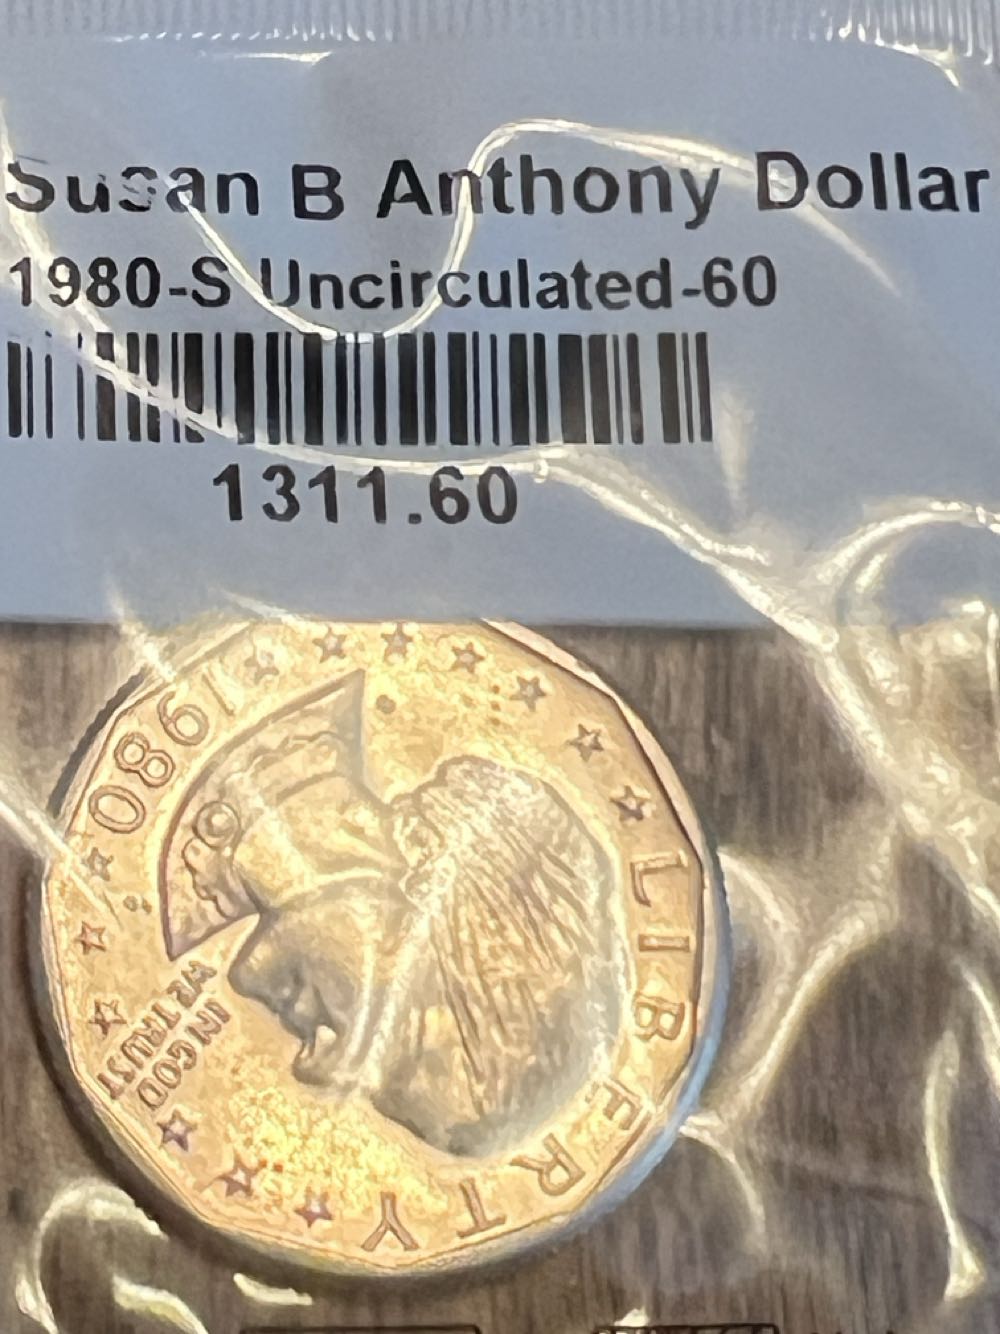 Susan B Anthony Dollar
1980-S Uncirculated-60
1311.60
LIBERTY
IN GOD
WE TRUST
1980